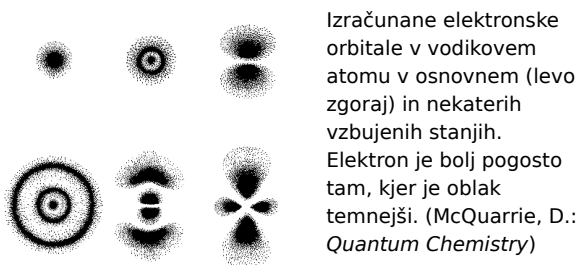 Izračunane elektronske
orbitale v vodikovem
atomu v osnovnem (levo
zgoraj) in nekaterih
vzbujenih stanjih.
Elektron je bolj pogosto
tam, kjer je oblak
temnejši. (McQuarrie, D.:
Quantum Chemistry)